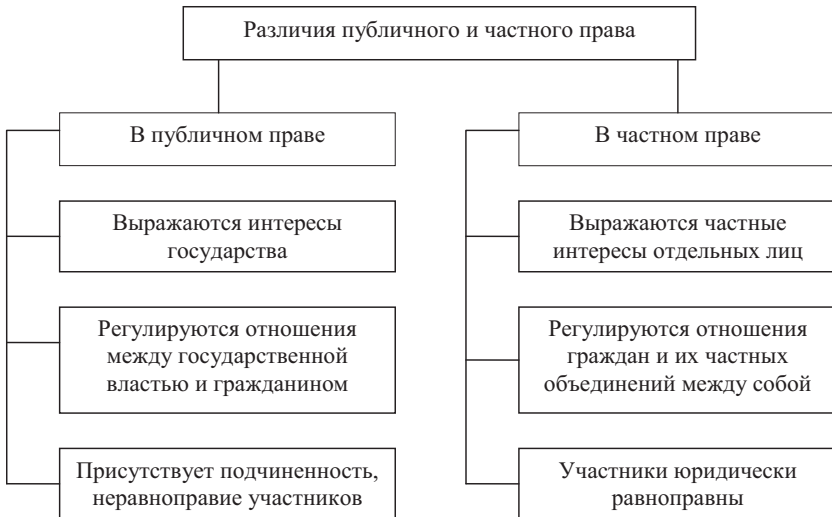 Различия публичного и частного права
В публичном праве
Выражаются интересы
государства
Регулируются отношения
между государственной
властью и гражданином
Присутствует подчиненность,
неравноправие участников
В частном праве
Выражаются частные
интересы отдельных лиц
Регулируются отношения
граждан и их частных
объединений между собой
Участники юридически
равноправны